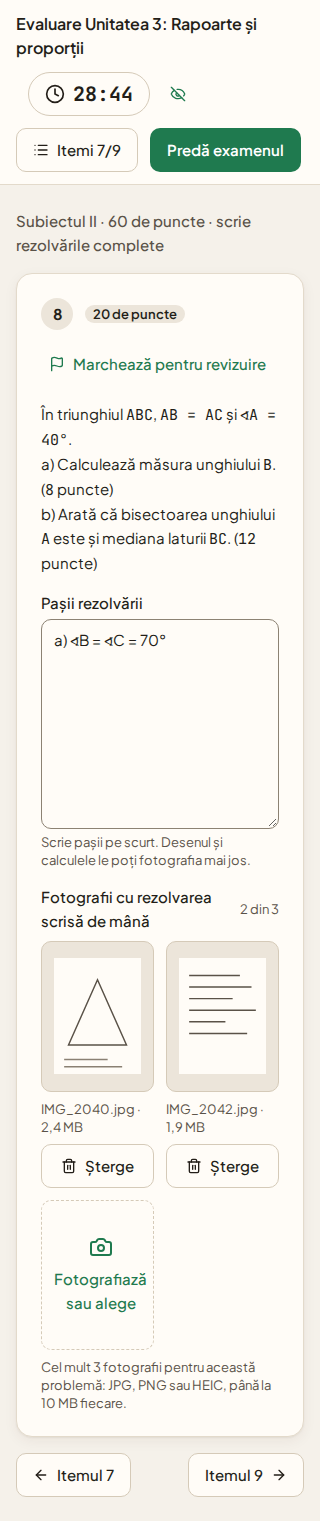 Evaluare Unitatea 3: Rapoarte și
proporții
28:44
Itemi 7/9
Predă examenul
Subiectul II · 60 de puncte · scrie
rezolvările complete
8
20 de puncte
Marchează pentru revizuire
În triunghiul ABC, AB = AC și ∢A =
40°.
a) Calculează măsura unghiului B.
(8 puncte)
b) Arată că bisectoarea unghiului
A este și mediana laturii BC. (12
puncte)
Pașii rezolvării
a) ∢B = ∢C = 70°
Scrie pașii pe scurt. Desenul și
calculele le poți fotografia mai jos.
Fotografii cu rezolvarea
scrisă de mână
2 din 3
IMG_2040.jpg ·
2,4 MB
IMG_2042.jpg ·
1,9 MB
Șterge
Șterge
Fotografiază
sau alege
Cel mult 3 fotografii pentru această
problemă: JPG, PNG sau HEIC, până la
10 MB fiecare.
Itemul 7
Itemul 9